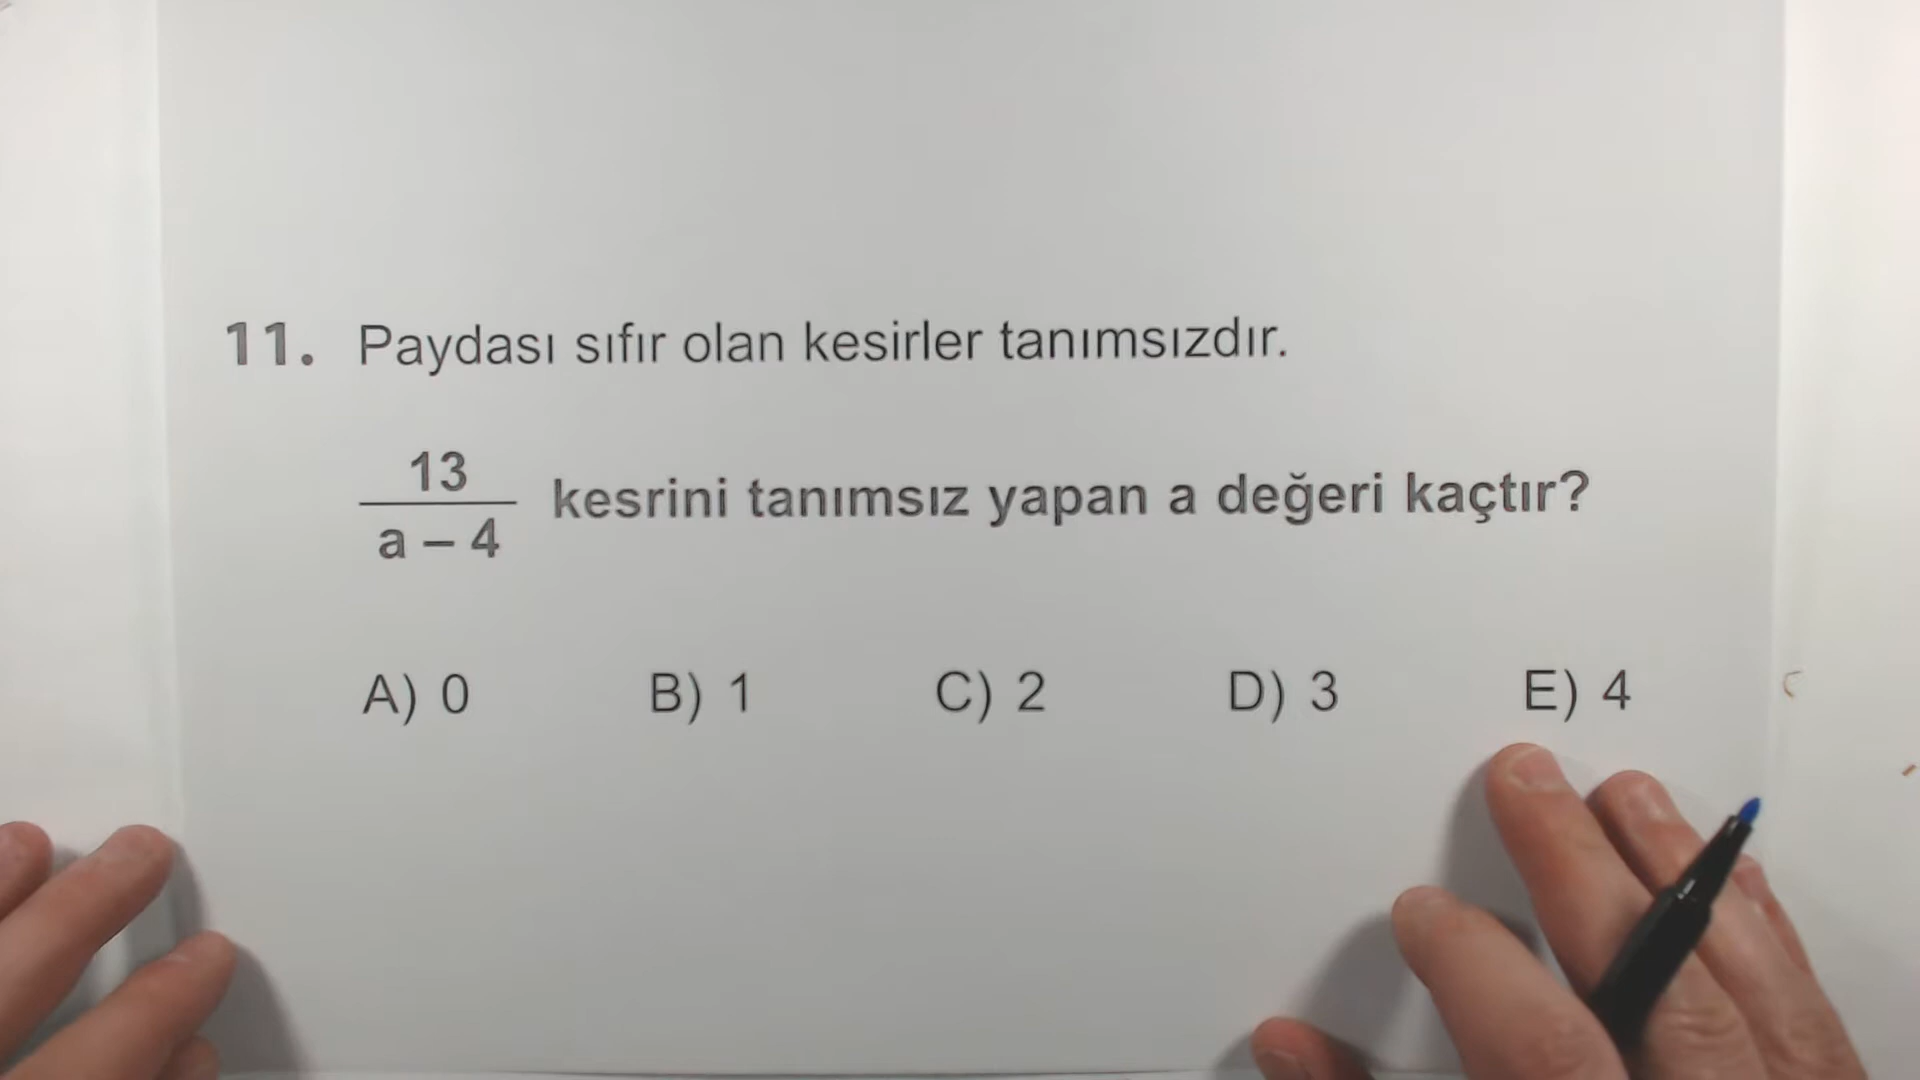 11. Paydası sıfır olan kesirler tanımsızdır.
13
a – 4
kesrini tanımsız yapan a değeri kaçtır?
A) 0 B) 1 C) 2 D) 3 E) 4